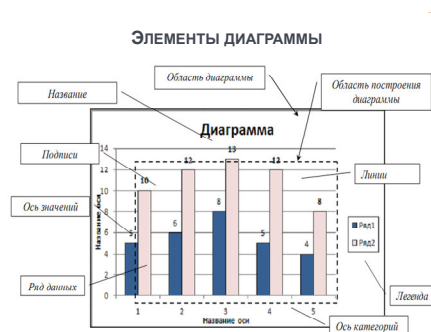 ЭЛЕМЕНТЫ ДИАГРАММЫ
Область диаграммы
Название
Область построения
диаграммы
Диаграмма
Подписи
Линии
Ось значений
Ряд данных
Название оси
14
12
10
8
6
4
2
0
10
12
13
12
8
5
6
8
5
4
1 2 3 4 5
Название оси
Ряд1
Ряд2
Легенда
Ось категорий